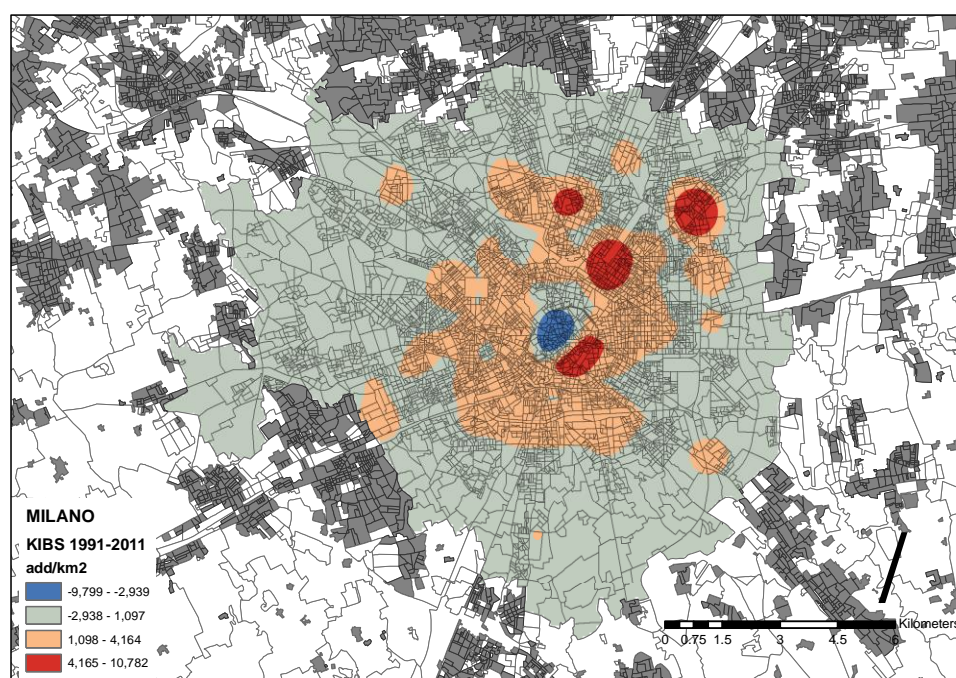 MILANO
KIBS 1991-2011
add/km2
-9,799 - -2,939
-2,938 - 1,097
1,098 - 4,164
4,165 - 10,782
Kilometers
0 0.75 1.5 3 4.5 6